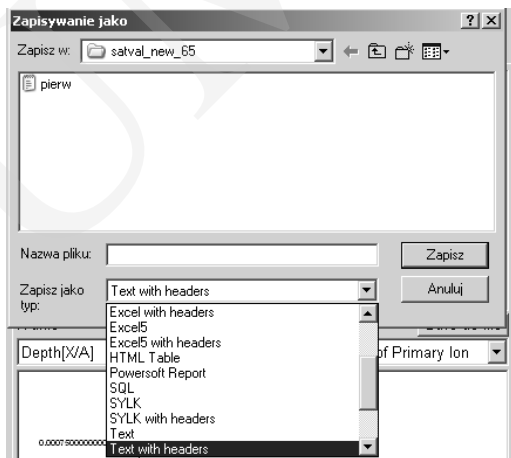 Zapisywanie jako
Zapisz w: satval_new_65
pierw
Nazwa pliku: Zapisz
Zapisz jako typ: Text with headers Anuluj
Excel with headers
Excel5
Excel5 with headers
HTML Table
Powersoft Report
SQL
SYLK
SYLK with headers
Text
Text with headers
Depth[X/A] of Primary Ion